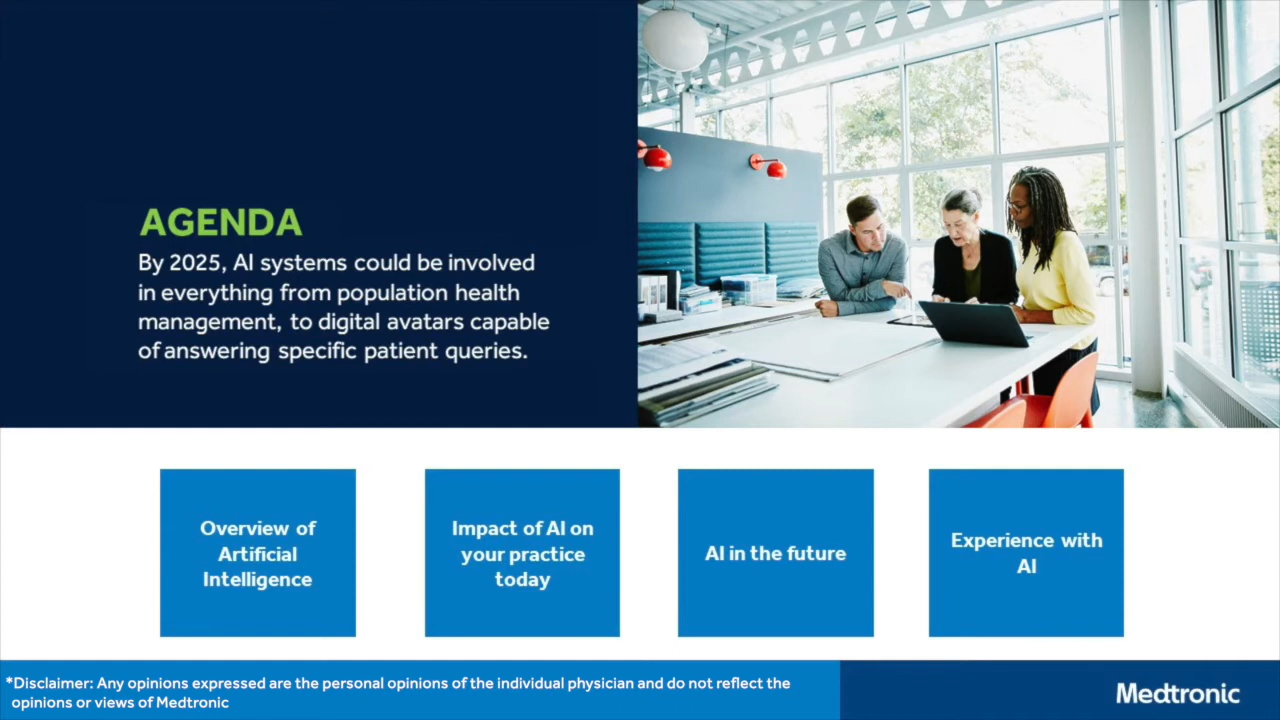 AGENDA
By 2025, AI systems could be involved
in everything from population health
management, to digital avatars capable
of answering specific patient queries.
Overview of
Artificial
Intelligence
Impact of AI on
your practice
today
AI in the future
Experience with
AI
*Disclaimer: Any opinions expressed are the personal opinions of the individual physician and do not reflect the
opinions or views of Medtronic
Medtronic